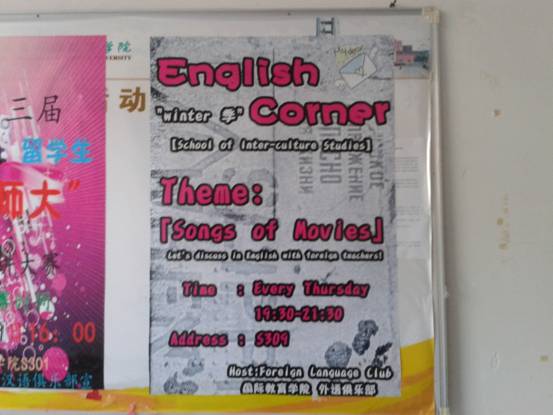 三届
留学生
师大”
大赛
16：00
学院S301
汉语俱乐部宣
学院
VERSITY
活动
English
"winter 季" Corner
[School of Inter-culture Studies]
Theme:
「Songs of Movies」
(Let's discuss in English with foreign teachers)
Time : Every Thursday
19:30-21:30
Address : S309
Host:Foreign Language Club
国际教育学院 外语俱乐部